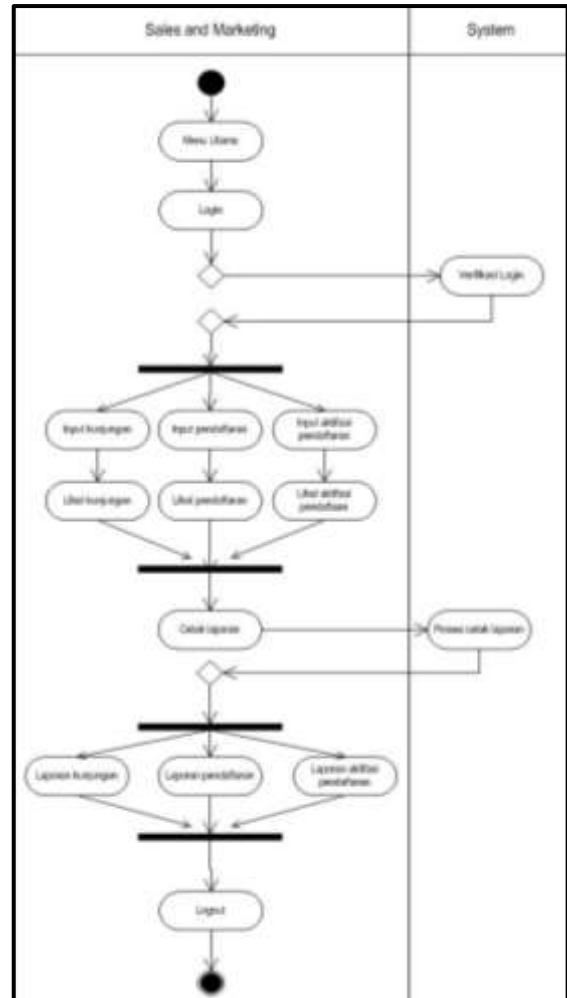 Sales and Marketing
System
Menu Utama
Login
Verifikasi Login
Input kunjungan
Input pendaftaran
Input aktifasi
pendaftaran
Lihat kunjungan
Lihat pendaftaran
Lihat aktifasi
pendaftaran
Cetak laporan
Proses cetak laporan
Laporan kunjungan
Laporan pendaftaran
Laporan aktifasi
pendaftaran
Logout